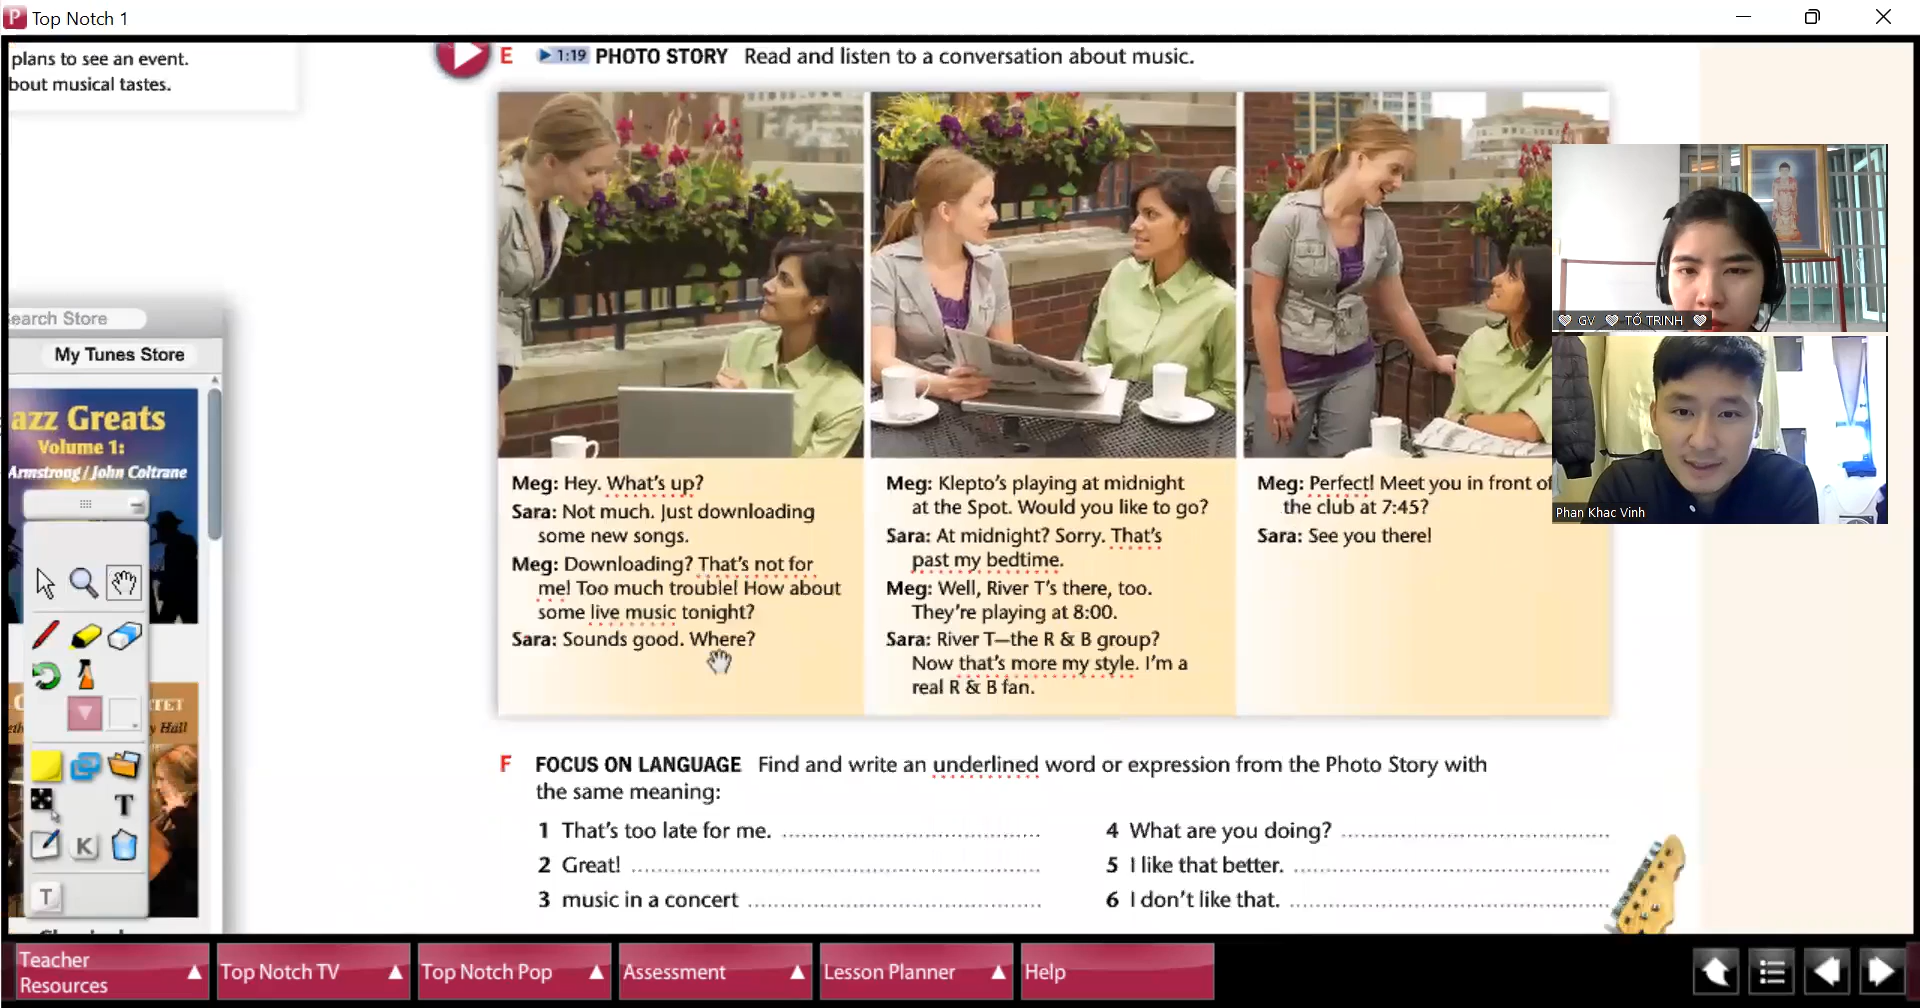 Top Notch 1
plans to see an event.
bout musical tastes.
E 1:19 PHOTO STORY Read and listen to a conversation about music.
earch Store
My Tunes Store
azz Greats
Volume 1:
Armstrong / John Coltrane
TET
y Hall
Meg: Hey. What's up?
Sara: Not much. Just downloading
some new songs.
Meg: Downloading? That's not for
me! Too much trouble! How about
some live music tonight?
Sara: Sounds good. Where?
Meg: Klepto's playing at midnight
at the Spot. Would you like to go?
Sara: At midnight? Sorry. That's
past my bedtime.
Meg: Well, River T's there, too.
They're playing at 8:00.
Sara: River T—the R & B group?
Now that's more my style. I'm a
real R & B fan.
Meg: Perfect! Meet you in front of
the club at 7:45?
Sara: See you there!
GV TỐ TRINH
Phan Khac Vinh
F FOCUS ON LANGUAGE Find and write an underlined word or expression from the Photo Story with
the same meaning:
1 That's too late for me.
2 Great!
3 music in a concert
4 What are you doing?
5 I like that better.
6 I don't like that.
T
K
T
Teacher
Resources
Top Notch TV
Top Notch Pop
Assessment
Lesson Planner
Help